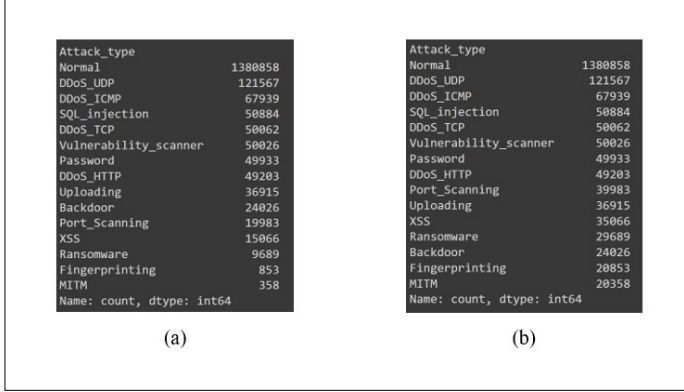 Attack_type
Normal 1380858
DDoS_UDP 121567
DDoS_ICMP 67939
SQL_injection 50884
DDoS_TCP 50062
Vulnerability_scanner 50026
Password 49933
DDoS_HTTP 49203
Uploading 36915
Backdoor 24026
Port_Scanning 19983
XSS 15066
Ransomware 9689
Fingerprinting 853
MITM 358
Name: count, dtype: int64
(a)
Attack_type
Normal 1380858
DDoS_UDP 121567
DDoS_ICMP 67939
SQL_injection 50884
DDoS_TCP 50062
Vulnerability_scanner 50026
Password 49933
DDoS_HTTP 49203
Port_Scanning 39983
Uploading 36915
XSS 35066
Ransomware 29689
Backdoor 24026
Fingerprinting 20853
MITM 20358
Name: count, dtype: int64
(b)